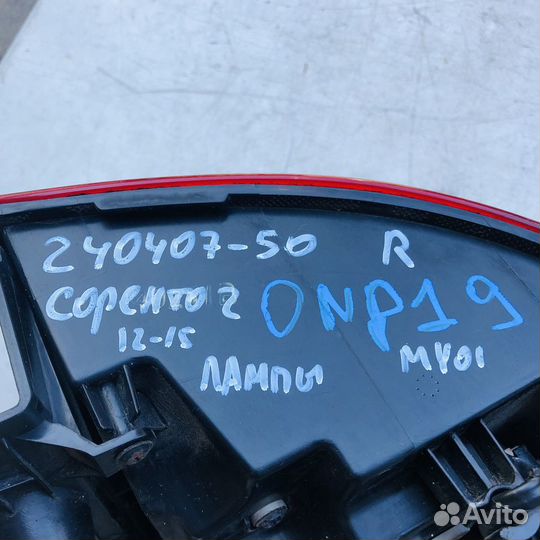 240407-50 R
Соренто 2 ONP19
12-15
ЛАМПЫ MY01
Avito